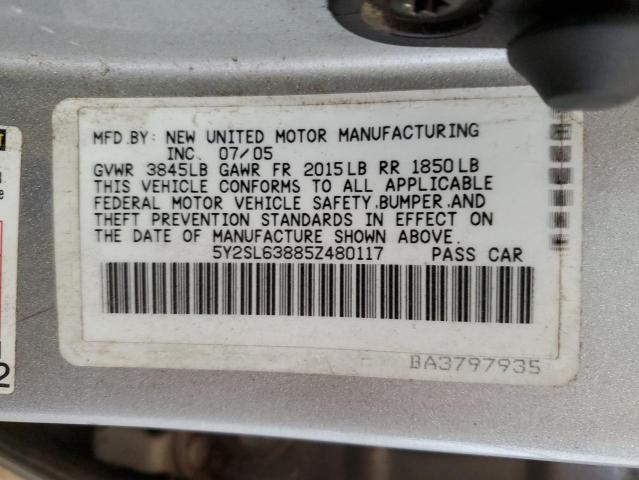 MFD.BY: NEW UNITED MOTOR MANUFACTURING
INC. 07/05
GVWR 3845LB GAWR FR 2015LB RR 1850LB
THIS VEHICLE CONFORMS TO ALL APPLICABLE
FEDERAL MOTOR VEHICLE SAFETY,BUMPER,AND
THEFT PREVENTION STANDARDS IN EFFECT ON
THE DATE OF MANUFACTURE SHOWN ABOVE.
5Y2SL63885Z480117 PASS CAR
BA3797935
2